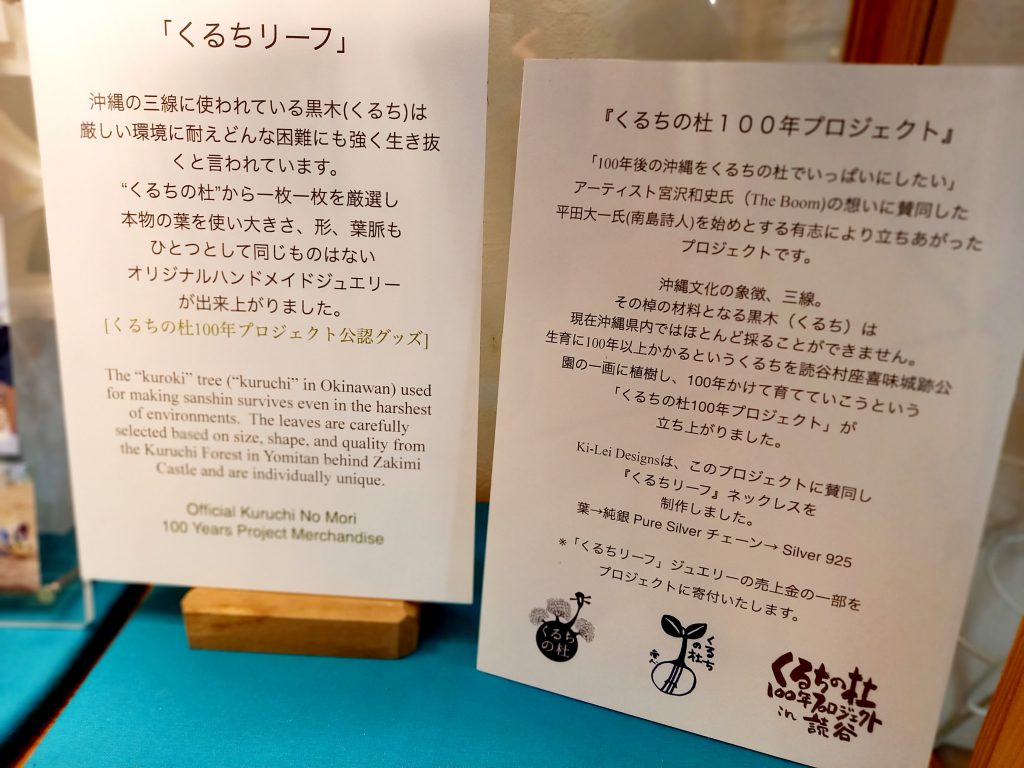 「くるちリーフ」
沖縄の三線に使われている黒木(くるち)は
厳しい環境に耐えどんな困難にも強く生き抜
くと言われています。
“くるちの杜”から一枚一枚を厳選し
本物の葉を使い大きさ、形、葉脈も
ひとつとして同じものはない
オリジナルハンドメイドジュエリー
が出来上がりました。
[くるちの杜100年プロジェクト公認グッズ]
The “kuroki” tree (“kuruchi” in Okinawan) used
for making sanshin survives even in the harshest
of environments. The leaves are carefully
selected based on size, shape, and quality from
the Kuruchi Forest in Yomitan behind Zakimi
Castle and are individually unique.
Official Kuruchi No Mori
100 Years Project Merchandise
『くるちの杜１００年プロジェクト』
「100年後の沖縄をくるちの杜でいっぱいにしたい」
アーティスト宮沢和史氏（The Boom)の想いに賛同した
平田大一氏(南島詩人)を始めとする有志により立ちあがった
プロジェクトです。
沖縄文化の象徴、三線。
その棹の材料となる黒木（くるち）は
現在沖縄県内ではほとんど採ることができません。
生育に100年以上かかるというくるちを読谷村座喜味城跡公
園の一画に植樹し、100年かけて育てていこうという
「くるちの杜100年プロジェクト」が
立ち上がりました。
Ki-Lei Designsは、このプロジェクトに賛同し
『くるちリーフ』ネックレスを
制作しました。
葉→純銀 Pure Silver チェーン→ Silver 925
※「くるちリーフ」ジュエリーの売上金の一部を
プロジェクトに寄付いたします。
くるち
の杜
くるち
の杜
くるちの杜
100年プロジェクト
in 読谷